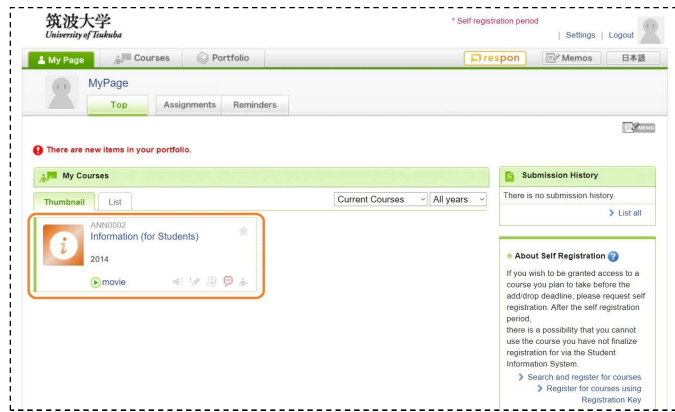 筑波大学
University of Tsukuba
* Self registration period
| Settings | Logout
My Page
Courses
Portfolio
respon
Memos
日本語
MyPage
Top
Assignments
Reminders
MEMO
There are new items in your portfolio.
My Courses
Thumbnail
List
Current Courses
All years
ANN0002
Information (for Students)
2014
movie
Submission History
There is no submission history.
List all
About Self Registration
If you wish to be granted access to a
course you plan to take before the
add/drop deadline, please request self
registration. After the self registration
period,
there is a possibility that you cannot
use the course you have not finalize
registration for via the Student
Information System.
Search and register for courses
Register for courses using
Registration Key